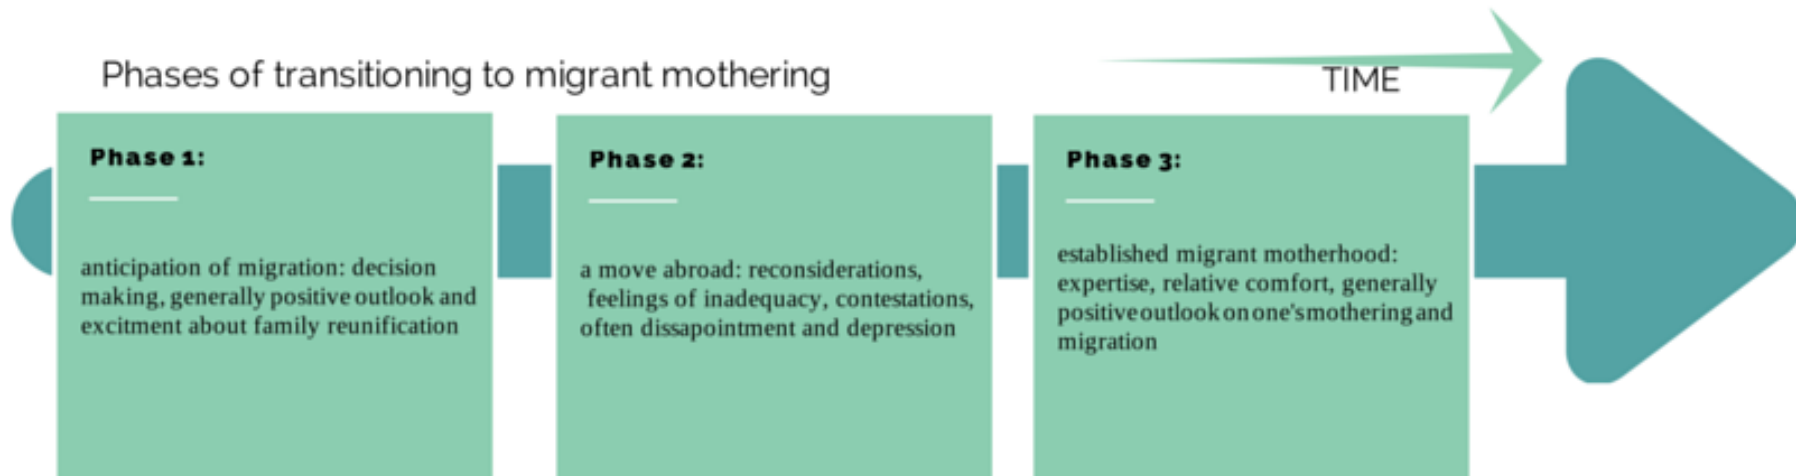 Phases of transitioning to migrant mothering
TIME
Phase 1:
anticipation of migration: decision
making, generally positive outlook and
excitment about family reunification
Phase 2:
a move abroad: reconsiderations,
feelings of inadequacy, contestations,
often dissapointment and depression
Phase 3:
established migrant motherhood:
expertise, relative comfort, generally
positive outlook on one's mothering and
migration